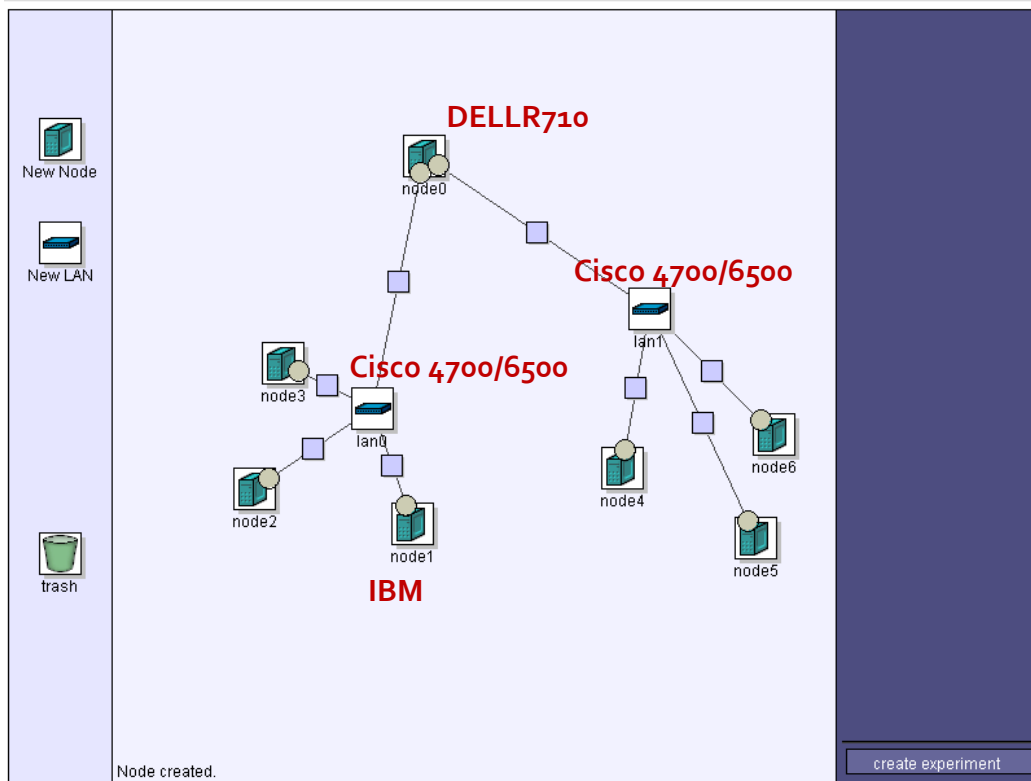 New Node
New LAN
trash
DELLR710
node0
Cisco 4700/6500
lan1
Cisco 4700/6500
node3
lan0
node6
node4
node2
node1
node5
IBM
Node created.
create experiment